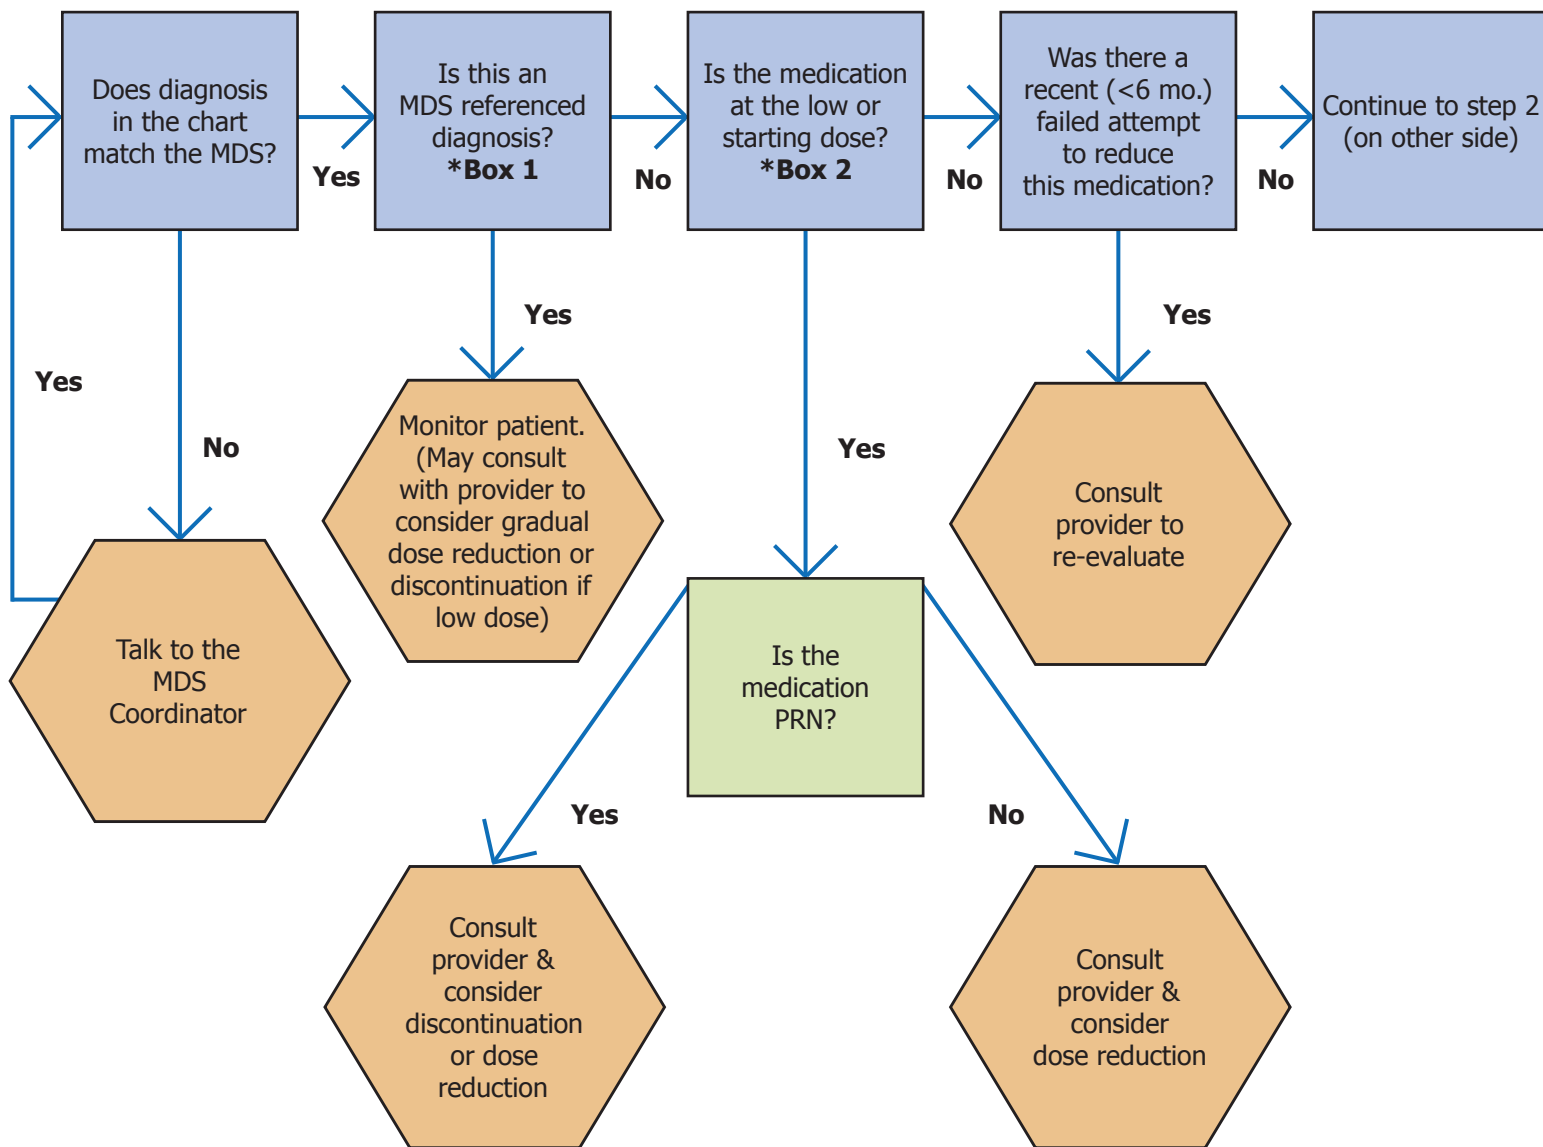 Does diagnosis
in the chart
match the MDS?
Yes
Is this an
MDS referenced
diagnosis?
*Box 1
No
Is the medication
at the low or
starting dose?
*Box 2
No
Was there a
recent (<6 mo.)
failed attempt
to reduce
this medication?
No
Continue to step 2
(on other side)
Yes
No
Talk to the
MDS
Coordinator
Yes
Monitor patient.
(May consult
with provider to
consider gradual
dose reduction or
discontinuation if
low dose)
Yes
Is the
medication
PRN?
Yes
Consult
provider to
re-evaluate
Yes
Consult
provider &
consider
discontinuation
or dose
reduction
No
Consult
provider &
consider
dose reduction